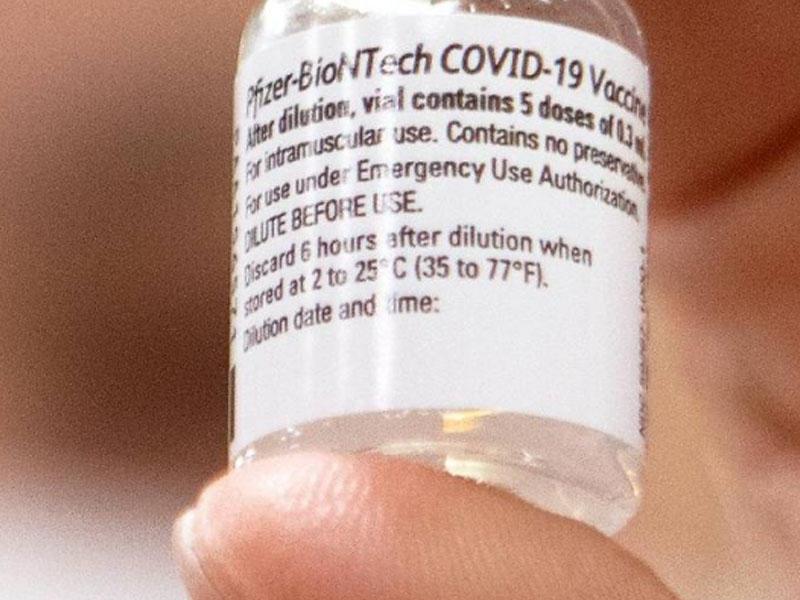 Pfizer-BioNTech COVID-19 Vaccine
After dilution, vial contains 5 doses of 0.3 mL
For intramuscular use. Contains no preservative.
For use under Emergency Use Authorization.
DILUTE BEFORE USE.
Discard 6 hours after dilution when
stored at 2 to 25°C (35 to 77°F).
Dilution date and time: